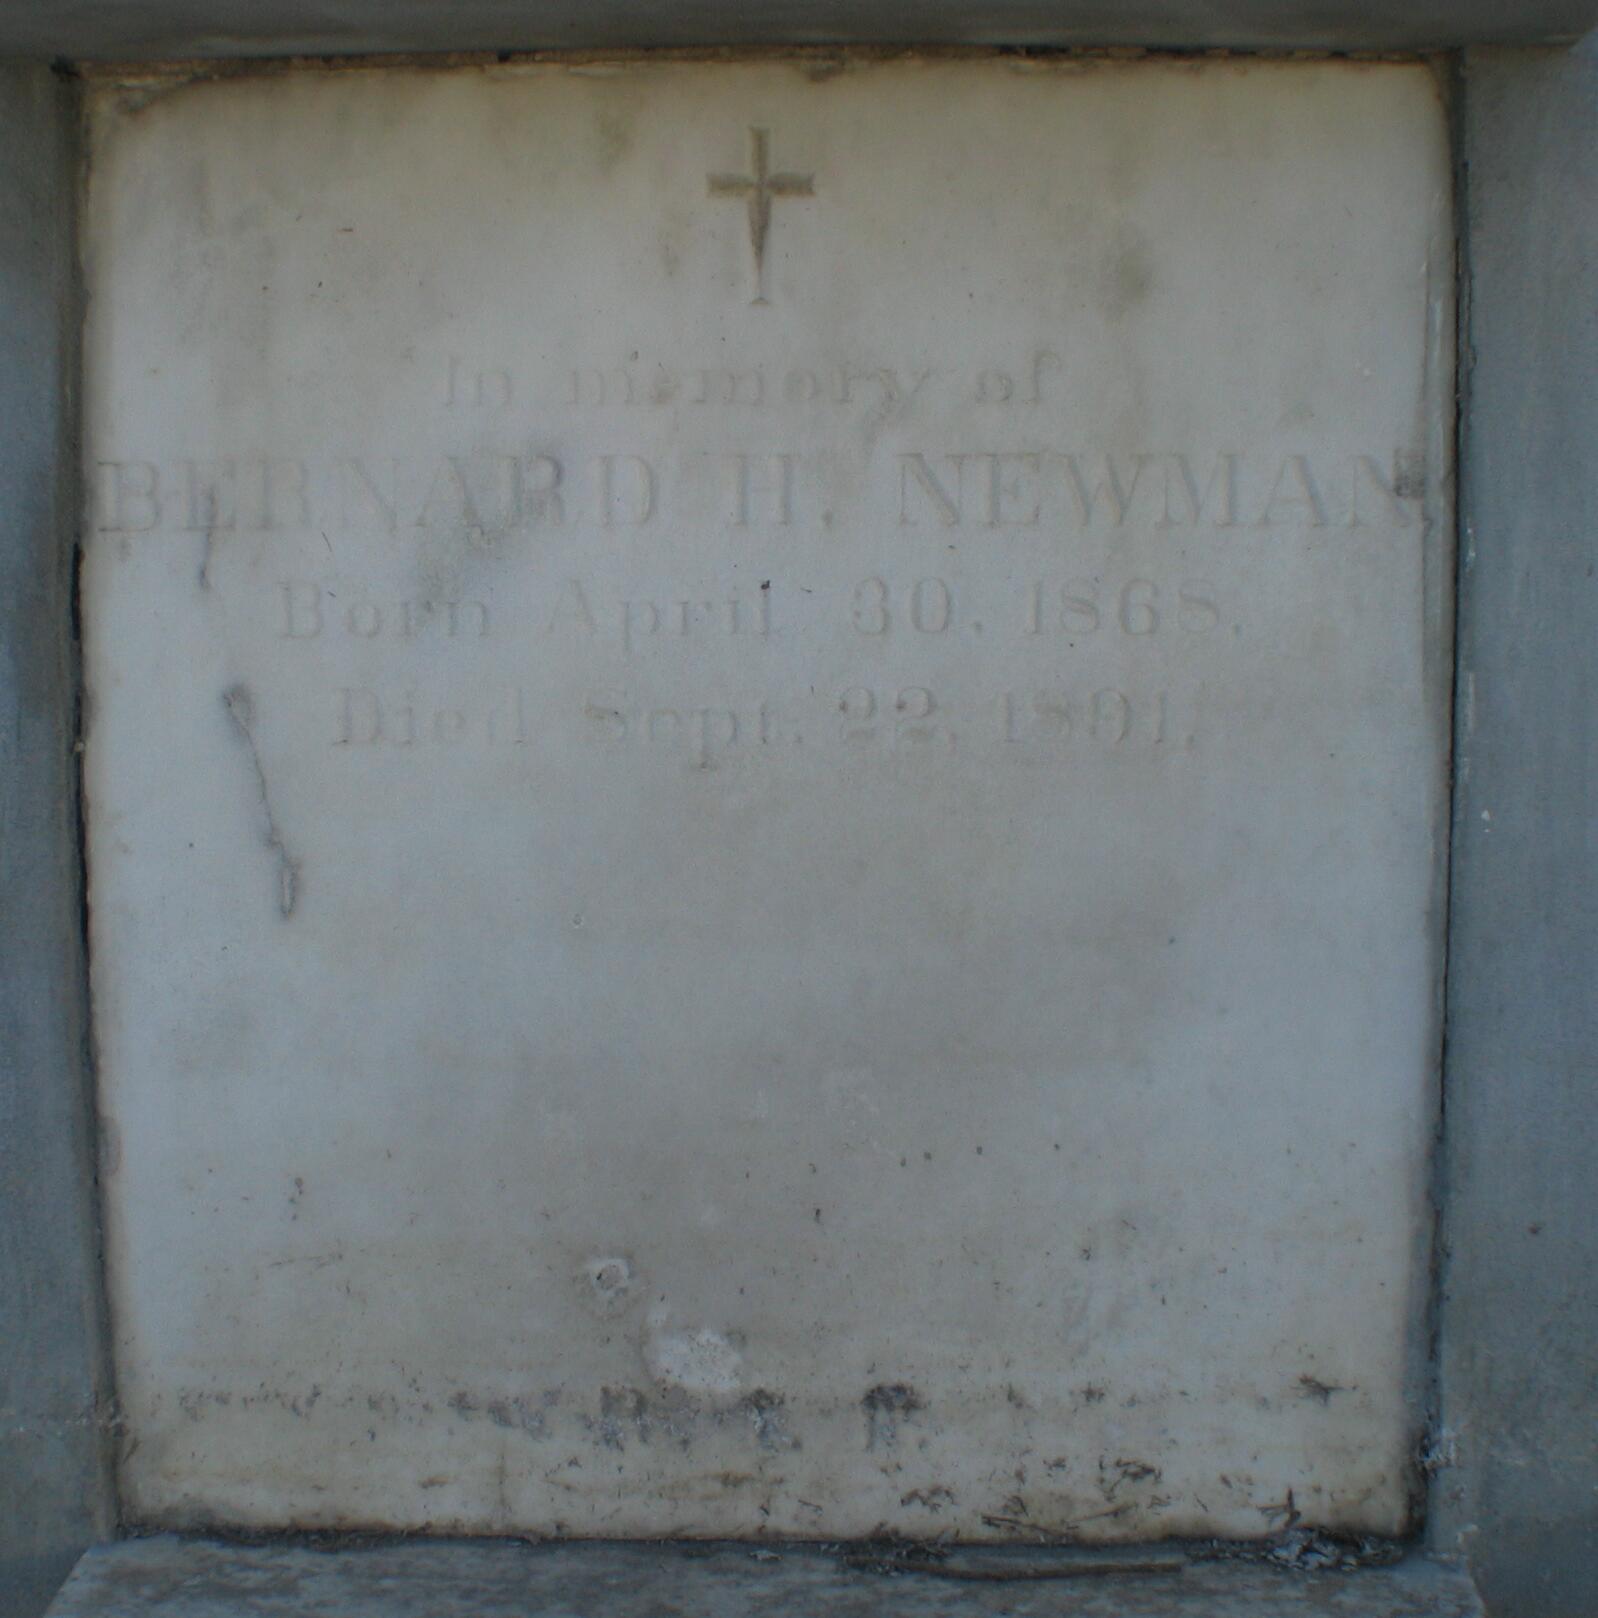 In memory of
BERNARD H. NEWMAN,
Born April 30, 1868.
Died Sept. 22, 1891.
R. I. P.